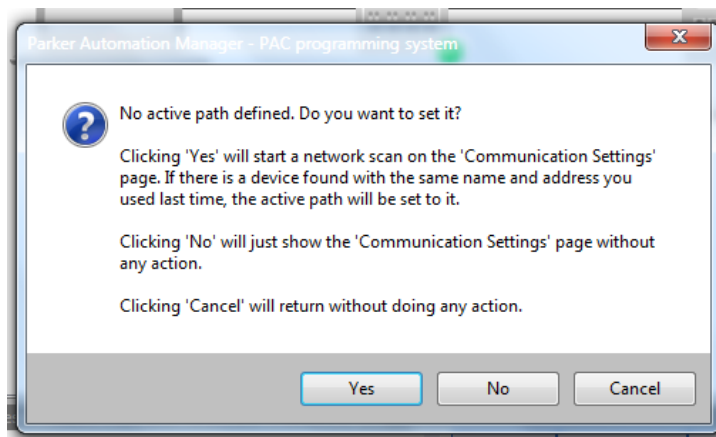 Parker Automation Manager - PAC programming system
No active path defined. Do you want to set it?
Clicking 'Yes' will start a network scan on the 'Communication Settings'
page. If there is a device found with the same name and address you
used last time, the active path will be set to it.
Clicking 'No' will just show the 'Communication Settings' page without
any action.
Clicking 'Cancel' will return without doing any action.
Yes No Cancel